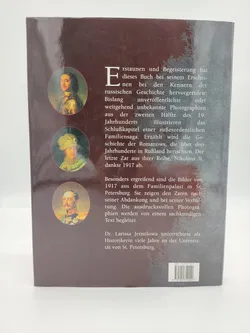 Erstaunen und Begeisterung hat
dieses Buch bei seinem Erschei-
nen bei den Kennern der
russischen Geschichte hervorgerufen:
Bislang unveröffentlichte oder
weitgehend unbekannte Photographien
aus der zweiten Hälfte des 19.
Jahrhunderts illustrieren das
Schlußkapitel einer außerordentlichen
Familiensaga. Erzählt wird die Ge-
schichte der Romanows, die über drei
Jahrhunderte in Rußland herrschten. Der
letzte Zar aus ihrer Reihe, Nikolaus II.
dankte 1917 ab.
Besonders ergreifend sind die Bilder von
1917 aus dem Familienpalast in St.
Petersburg. Sie zeigen den Zaren nach
seiner Abdankung und bei seiner Verhaf-
tung. Die ausdrucksvollen Photogra-
phien werden von einem sachkundigen
Text begleitet.
Dr. Larissa Jermilowa unterrichtete als
Historikerin viele Jahre an der Universi-
tät von St. Petersburg.